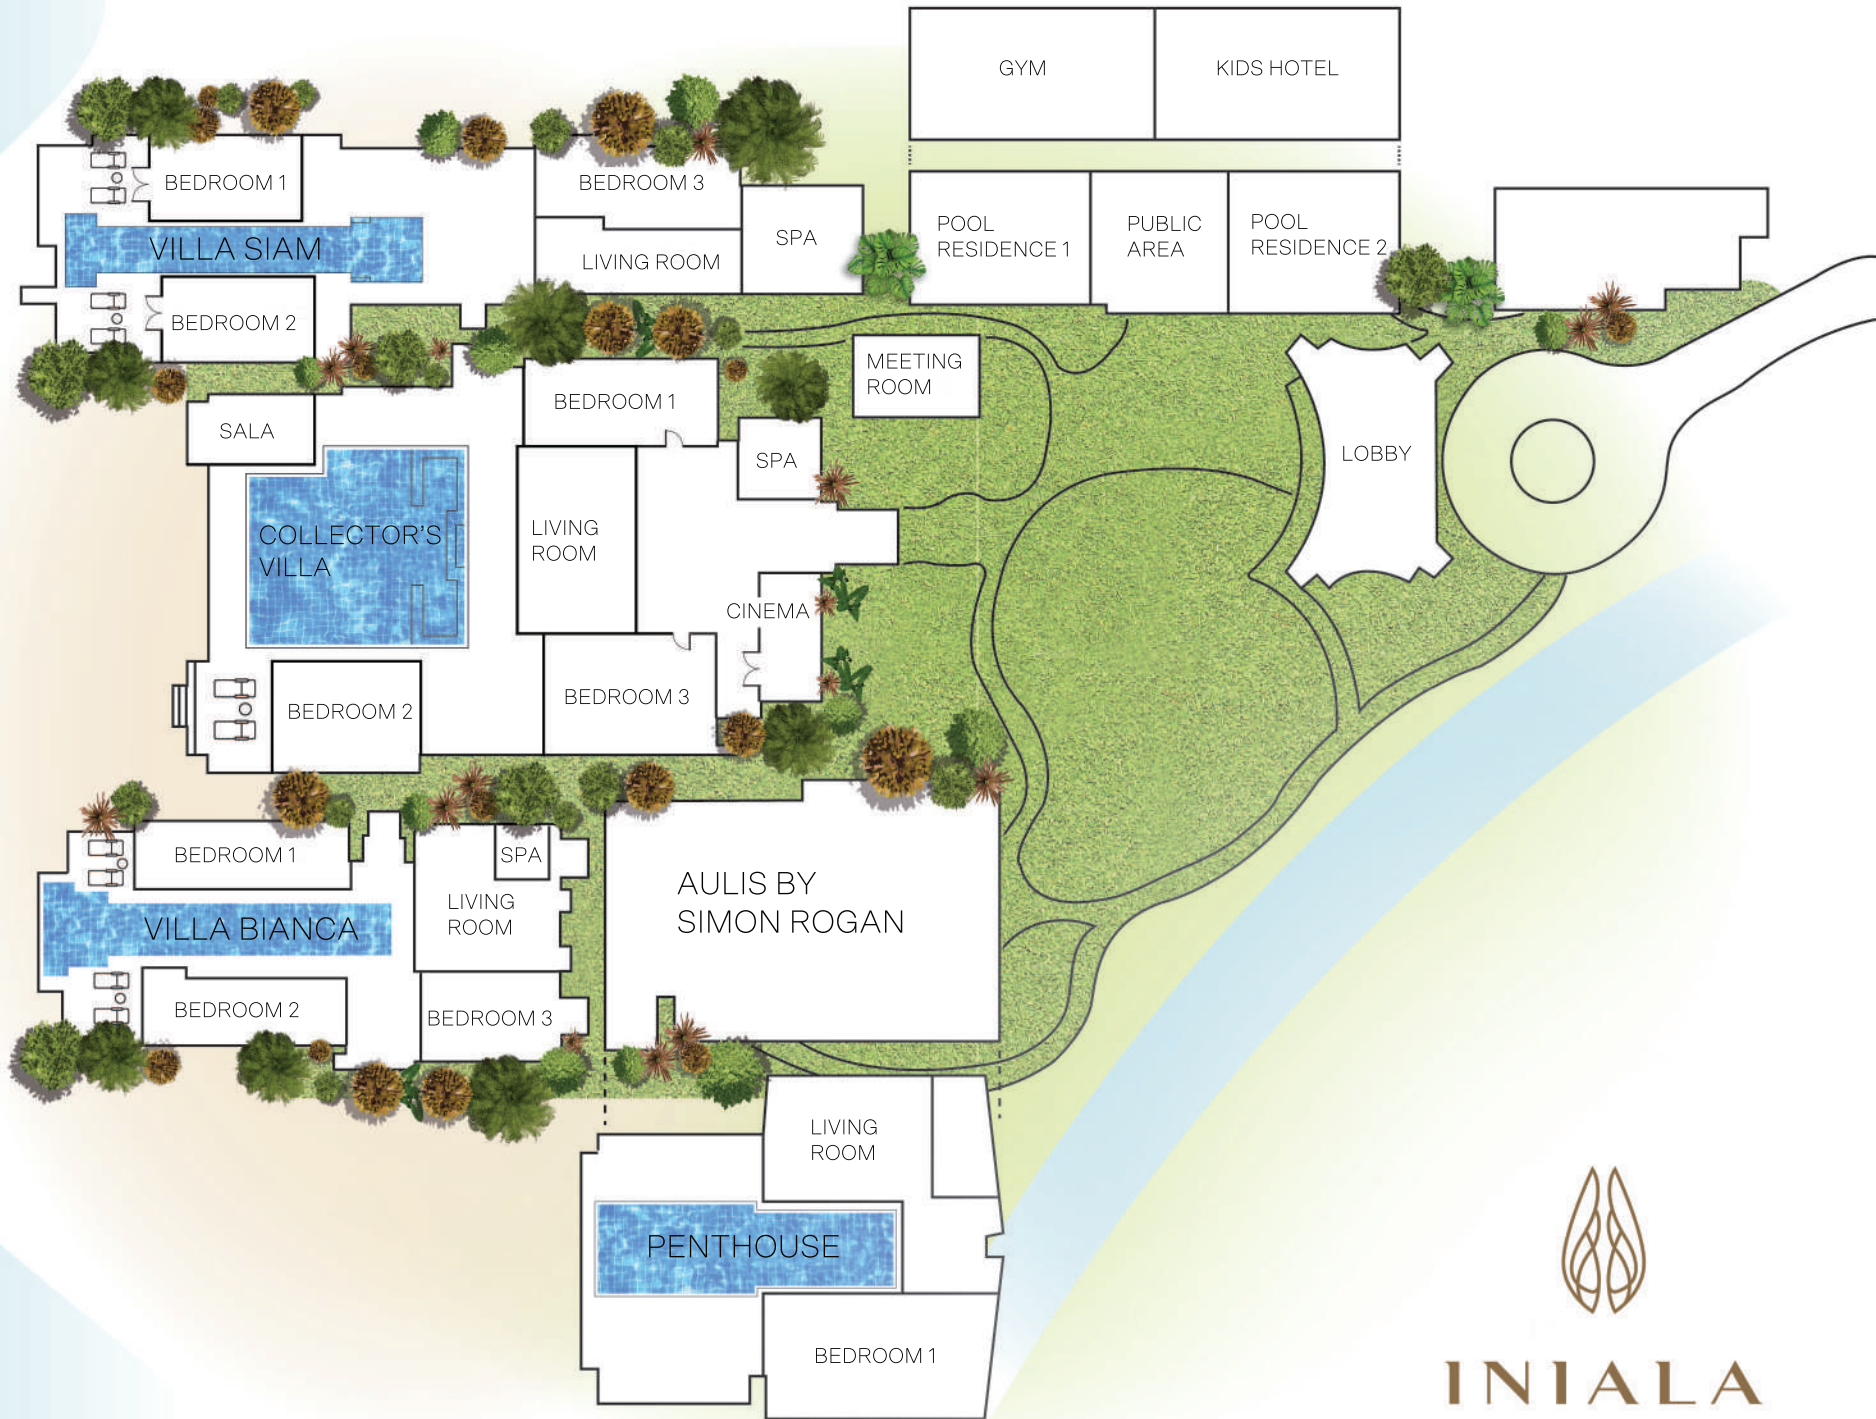 GYM
KIDS HOTEL
BEDROOM 1
BEDROOM 3
VILLA SIAM
LIVING ROOM
SPA
BEDROOM 2
POOL
RESIDENCE 1
PUBLIC
AREA
POOL
RESIDENCE 2
MEETING
ROOM
LOBBY
SALA
BEDROOM 1
SPA
COLLECTOR'S
VILLA
LIVING
ROOM
CINEMA
BEDROOM 2
BEDROOM 3
BEDROOM 1
SPA
LIVING
ROOM
VILLA BIANCA
BEDROOM 2
BEDROOM 3
AULIS BY
SIMON ROGAN
LIVING
ROOM
PENTHOUSE
BEDROOM 1
INIALA